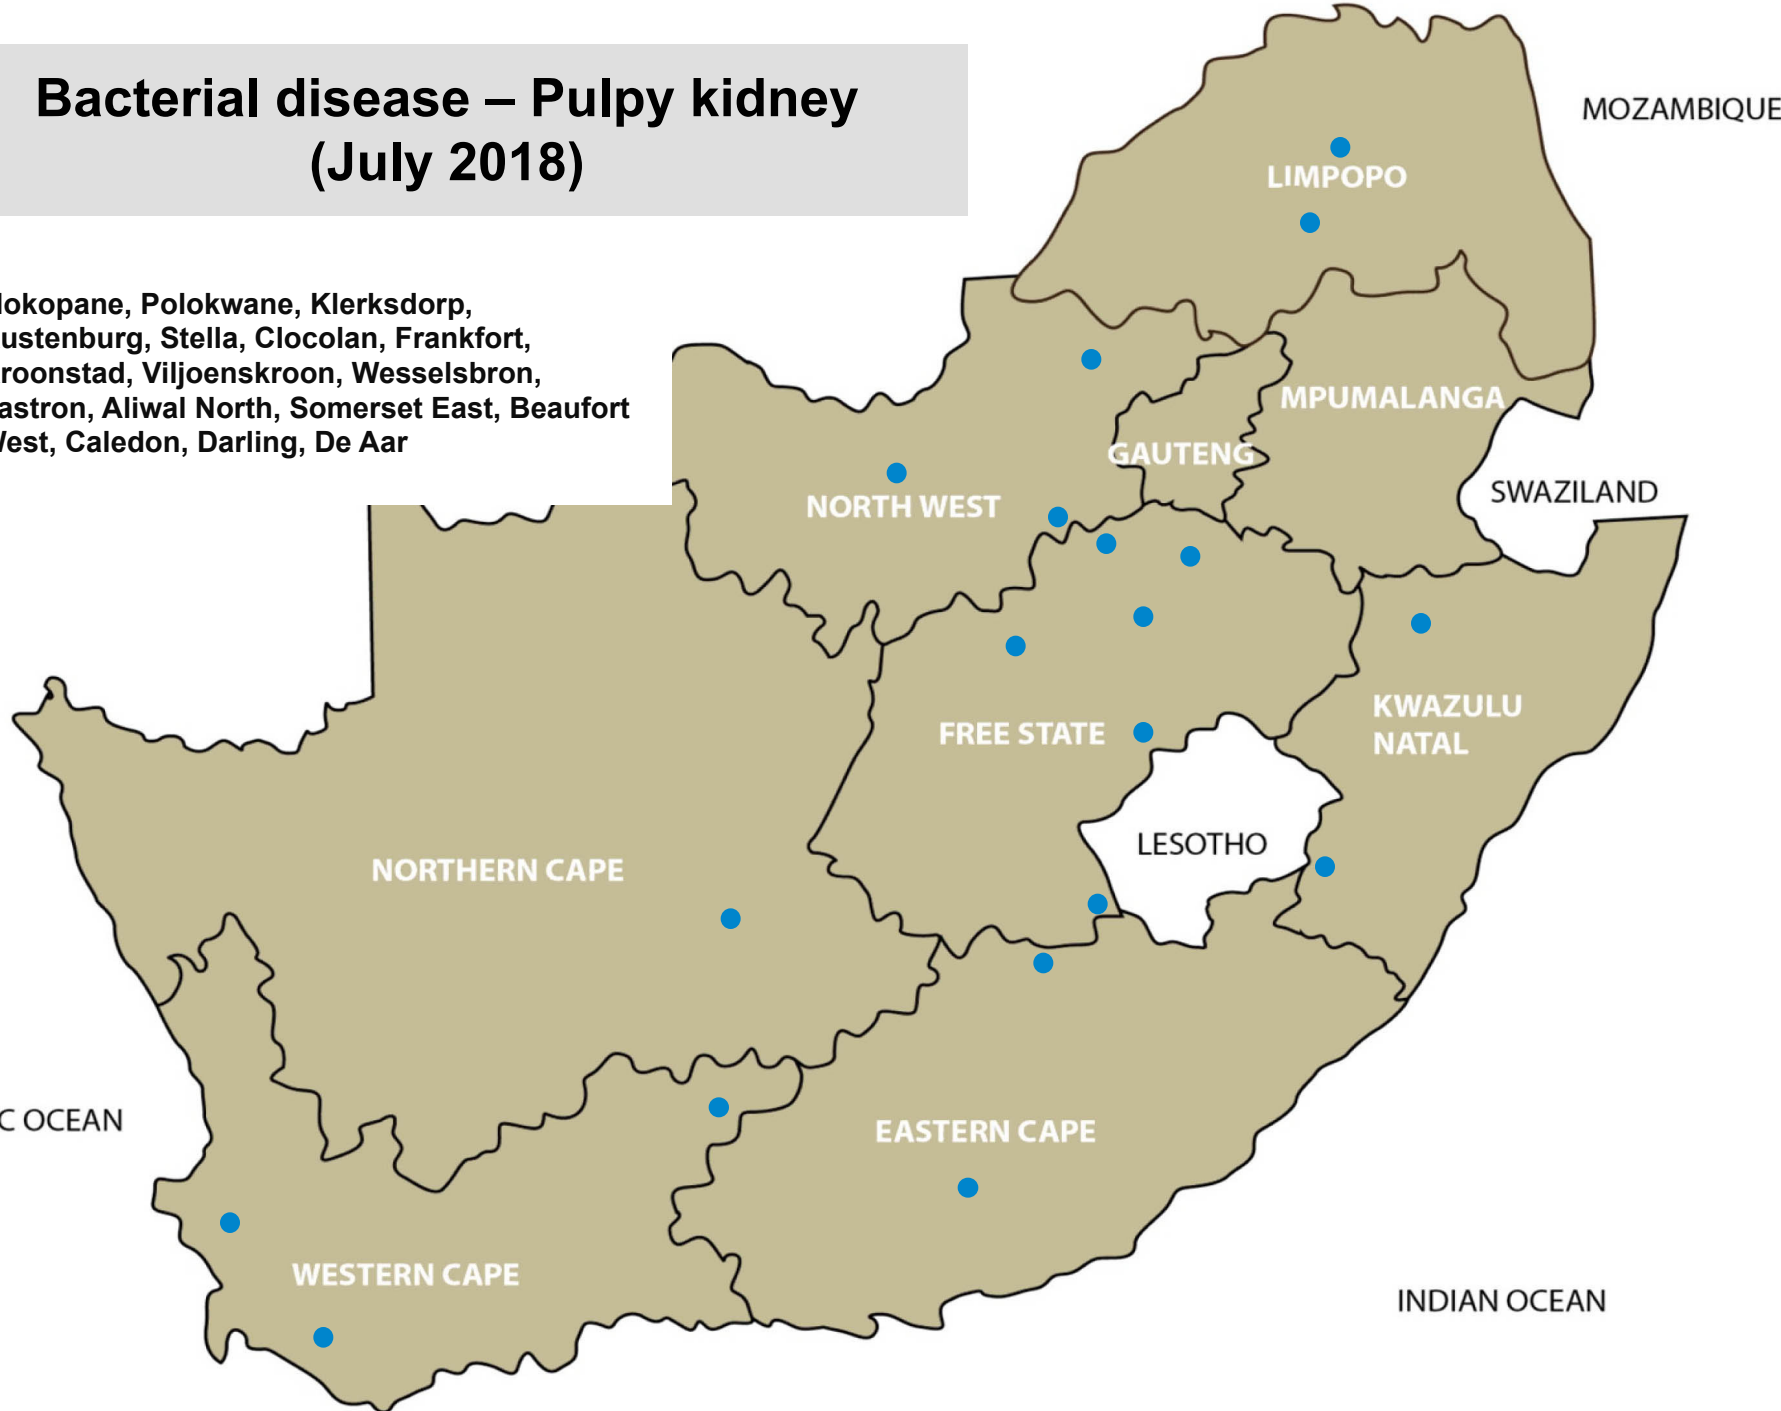 Bacterial disease – Pulpy kidney
(July 2018)
MOZAMBIQUE
LIMPOPO
lokopane, Polokwane, Klerksdorp,
ustenburg, Stella, Clocolan, Frankfort,
roonstad, Viljoenskroon, Wesselsbron,
astron, Aliwal North, Somerset East, Beaufort
Vest, Caledon, Darling, De Aar
MPUMALANGA
GAUTENG
SWAZILAND
NORTH WEST
KWAZULU
NATAL
FREE STATE
LESOTHO
NORTHERN CAPE
C OCEAN
EASTERN CAPE
WESTERN CAPE
INDIAN OCEAN